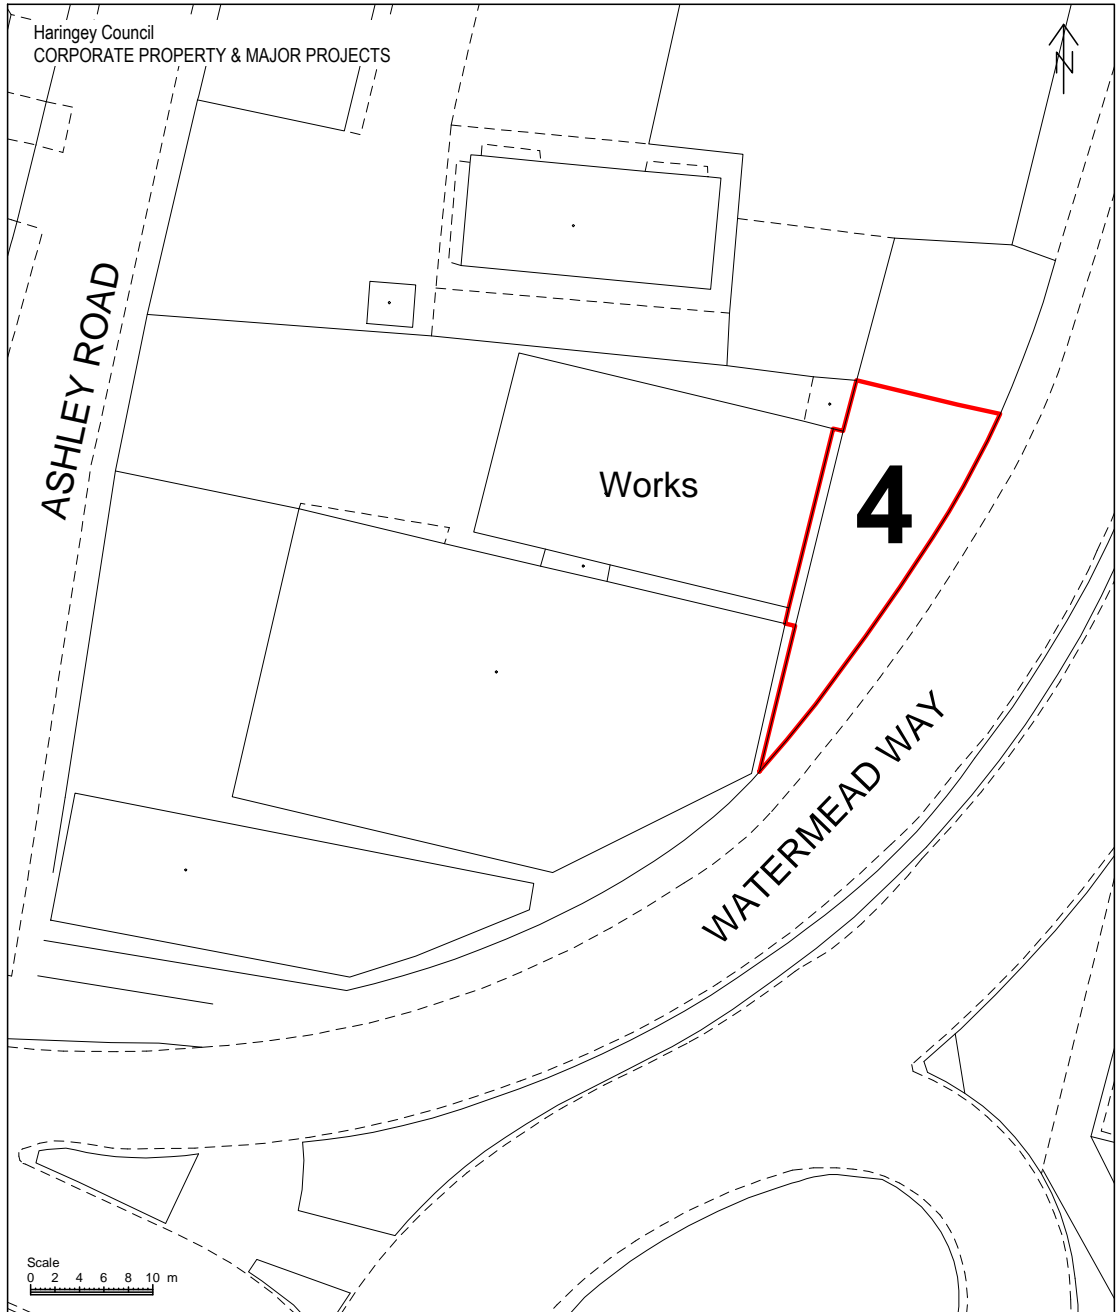 Haringey Council
CORPORATE PROPERTY & MAJOR PROJECTS
N
ASHLEY ROAD
Works
4
WATERMEAD WAY
Scale
0 2 4 6 8 10 m